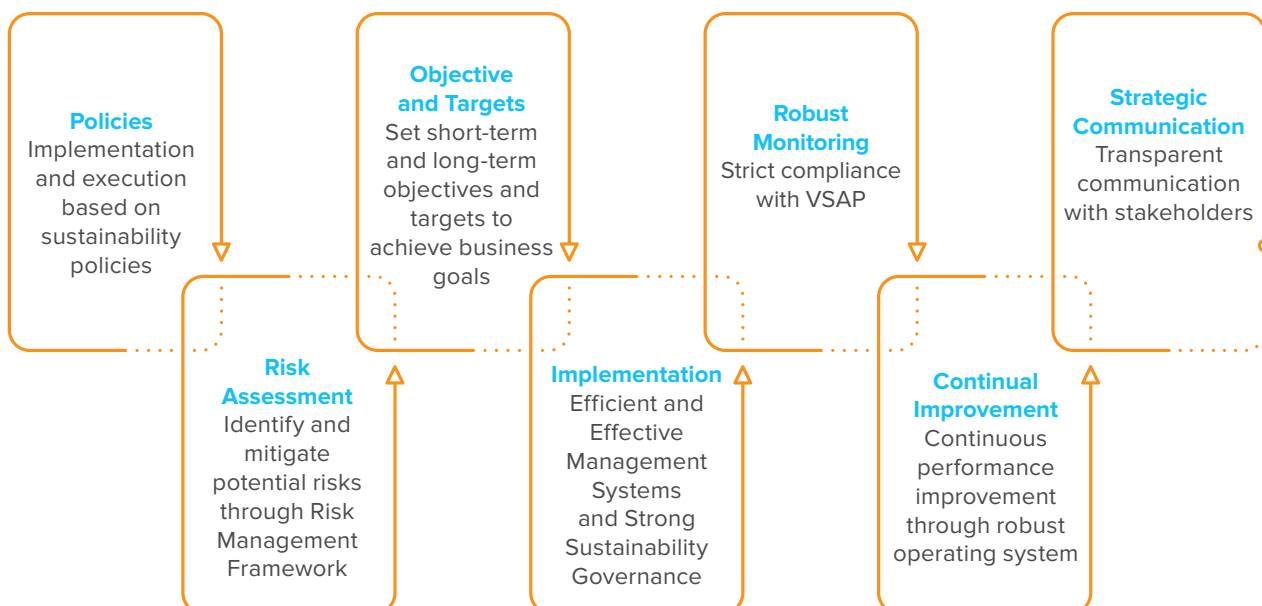 Policies
Implementation
and execution
based on
sustainability
policies
Risk
Assessment
Identify and
mitigate
potential risks
through Risk
Management
Framework
Objective
and Targets
Set short-term
and long-term
objectives and
targets to
achieve business
goals
Implementation
Efficient and
Effective
Management
Systems
and Strong
Sustainability
Governance
Robust
Monitoring
Strict compliance
with VSAP
Continual
Improvement
Continuous
performance
improvement
through robust
operating system
Strategic
Communication
Transparent
communication
with stakeholders